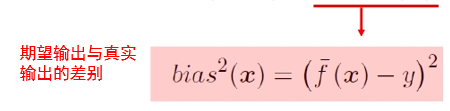 期望输出与真实
输出的差别
bias²(x) = (f̄(x) − y)²